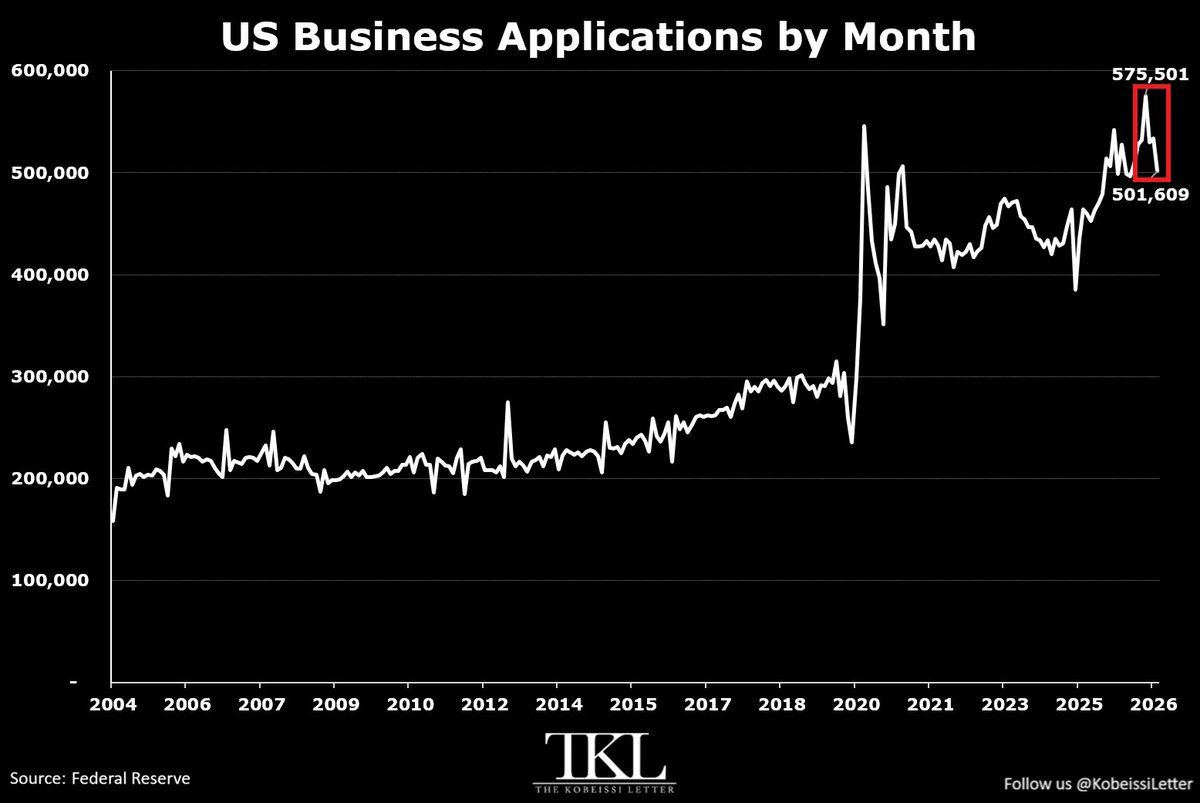 US Business Applications by Month
600,000
575,501
500,000
501,609
400,000
300,000
200,000
100,000
-
2004 2006 2007 2009 2010 2012 2014 2015 2017 2018 2020 2021 2023 2025 2026
TKL
THE KOBEISSI LETTER
Source: Federal Reserve
Follow us @KobeissiLetter